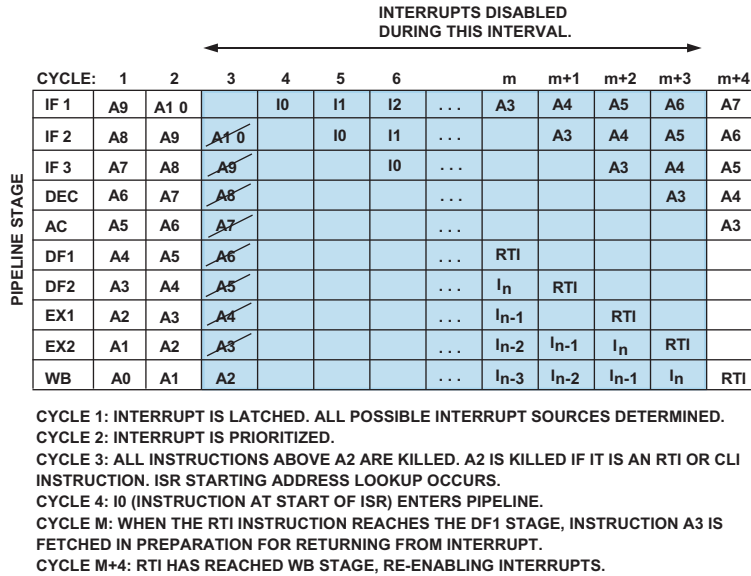 INTERRUPTS DISABLED
DURING THIS INTERVAL.
CYCLE: 1 2 3 4 5 6 m m+1 m+2 m+3 m+4
PIPELINE STAGE
IF 1 A9 A1 0 I0 I1 I2 . . . A3 A4 A5 A6 A7
IF 2 A8 A9 A1 0 I0 I1 . . . A3 A4 A5 A6
IF 3 A7 A8 A9 I0 . . . A3 A4 A5
DEC A6 A7 A8 . . . A3 A4
AC A5 A6 A7 . . . A3
DF1 A4 A5 A6 . . . RTI
DF2 A3 A4 A5 . . . In RTI
EX1 A2 A3 A4 . . . In-1 RTI
EX2 A1 A2 A3 . . . In-2 In-1 In RTI
WB A0 A1 A2 . . . In-3 In-2 In-1 In RTI
CYCLE 1: INTERRUPT IS LATCHED. ALL POSSIBLE INTERRUPT SOURCES DETERMINED.
CYCLE 2: INTERRUPT IS PRIORITIZED.
CYCLE 3: ALL INSTRUCTIONS ABOVE A2 ARE KILLED. A2 IS KILLED IF IT IS AN RTI OR CLI
INSTRUCTION. ISR STARTING ADDRESS LOOKUP OCCURS.
CYCLE 4: I0 (INSTRUCTION AT START OF ISR) ENTERS PIPELINE.
CYCLE M: WHEN THE RTI INSTRUCTION REACHES THE DF1 STAGE, INSTRUCTION A3 IS
FETCHED IN PREPARATION FOR RETURNING FROM INTERRUPT.
CYCLE M+4: RTI HAS REACHED WB STAGE, RE-ENABLING INTERRUPTS.